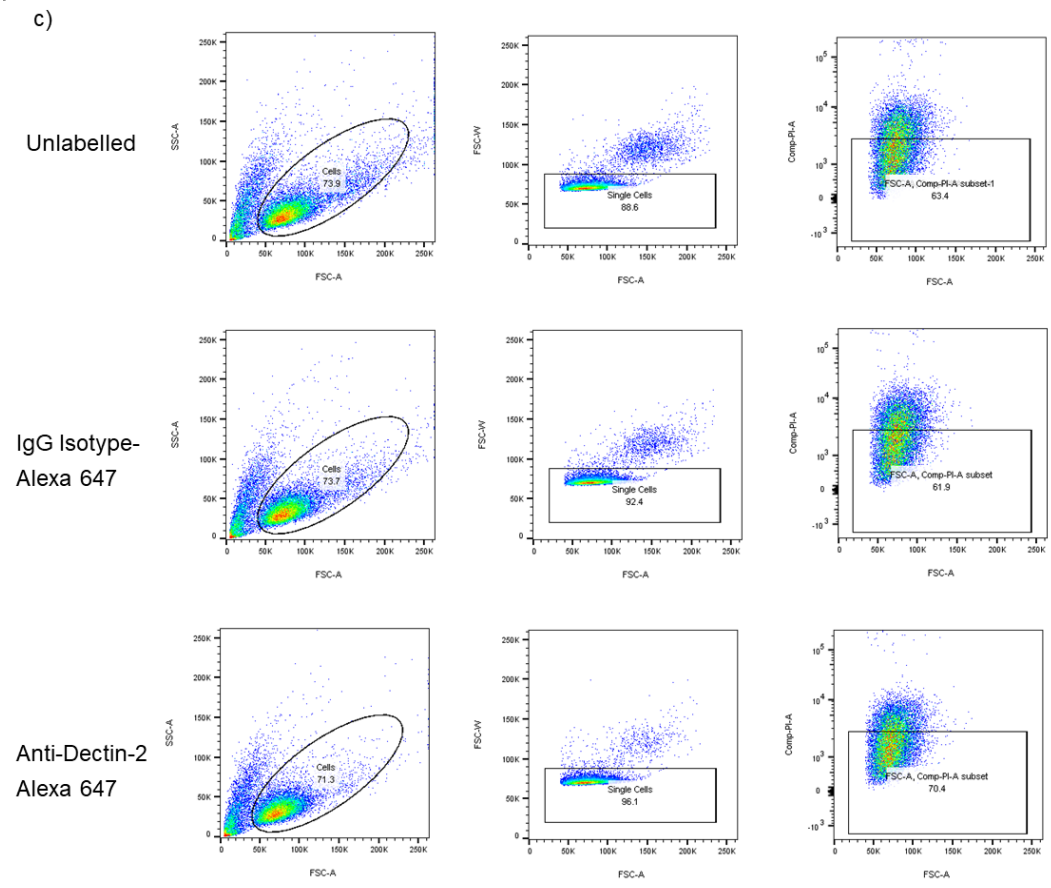 c)
Unlabelled
250K
200K
150K
100K
50K
0
SSC-A
Cells
73.9
0 50K 100K 150K 200K 250K
FSC-A
250K
200K
150K
100K
50K
0
FSC-W
Single Cells
88.6
0 50K 100K 150K 200K 250K
FSC-A
10^5
10^4
10^3
0
-10^3
Comp-PI-A
FSC-A, Comp-PI-A subset-1
63.4
0 50K 100K 150K 200K 250K
FSC-A
IgG Isotype-
Alexa 647
250K
200K
150K
100K
50K
0
SSC-A
Cells
73.7
0 50K 100K 150K 200K 250K
FSC-A
250K
200K
150K
100K
50K
0
FSC-W
Single Cells
92.4
0 50K 100K 150K 200K 250K
FSC-A
10^5
10^4
10^3
0
-10^3
Comp-PI-A
FSC-A, Comp-PI-A subset
61.9
0 50K 100K 150K 200K 250K
FSC-A
Anti-Dectin-2
Alexa 647
250K
200K
150K
100K
50K
0
SSC-A
Cells
71.3
0 50K 100K 150K 200K 250K
FSC-A
250K
200K
150K
100K
50K
0
FSC-W
Single Cells
96.1
0 50K 100K 150K 200K 250K
FSC-A
10^5
10^4
10^3
0
-10^3
Comp-PI-A
FSC-A, Comp-PI-A subset
70.4
0 50K 100K 150K 200K 250K
FSC-A